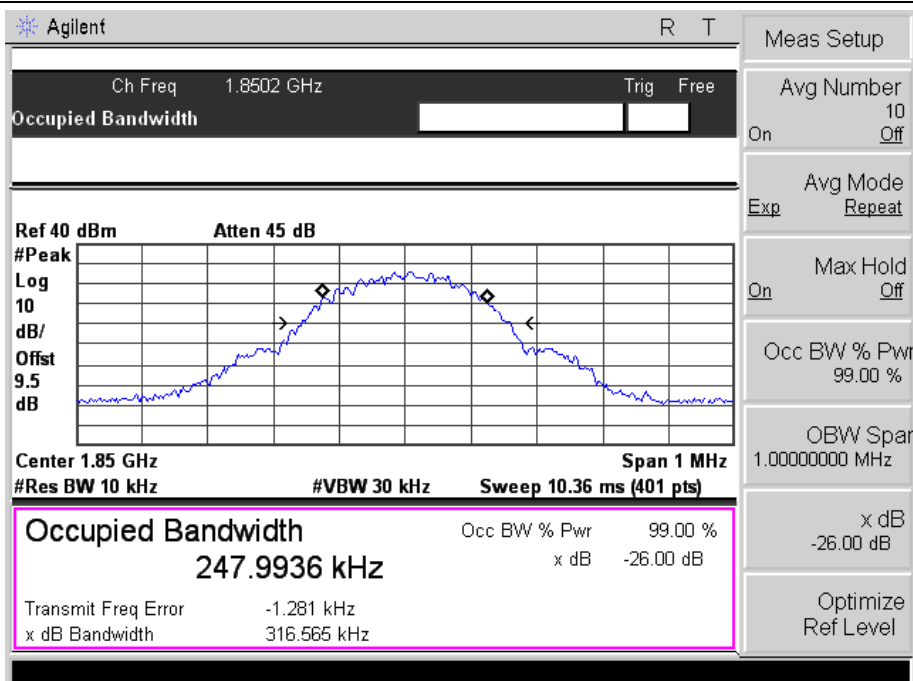 Agilent R T
Ch Freq 1.8502 GHz Trig Free
Occupied Bandwidth
Ref 40 dBm Atten 45 dB
#Peak
Log
10
dB/
Offst
9.5
dB
Center 1.85 GHz Span 1 MHz
#Res BW 10 kHz #VBW 30 kHz Sweep 10.36 ms (401 pts)
Occupied Bandwidth
247.9936 kHz
Occ BW % Pwr 99.00 %
x dB -26.00 dB
Transmit Freq Error -1.281 kHz
x dB Bandwidth 316.565 kHz
Meas Setup
Avg Number
10
On Off
Avg Mode
Exp Repeat
Max Hold
On Off
Occ BW % Pwr
99.00 %
OBW Span
1.00000000 MHz
x dB
-26.00 dB
Optimize
Ref Level